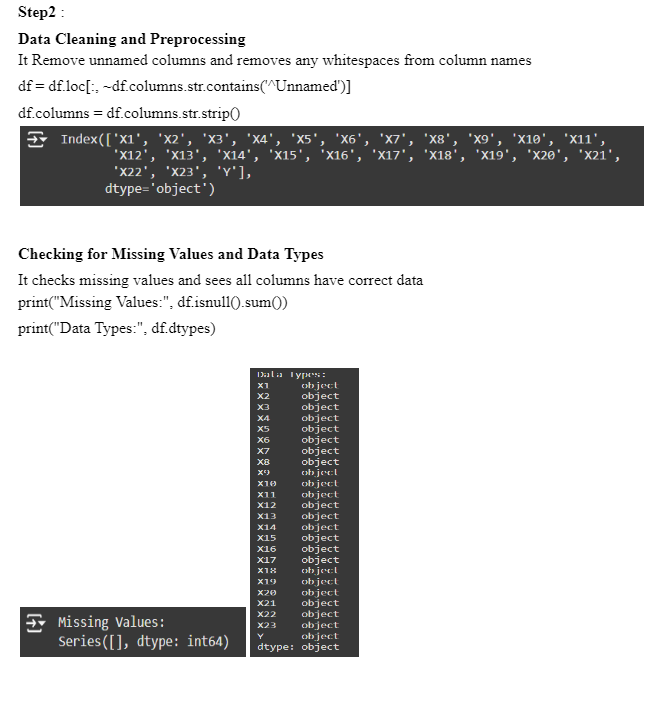 Step2 :
Data Cleaning and Preprocessing
It Remove unnamed columns and removes any whitespaces from column names
df = df.loc[:, ~df.columns.str.contains('^Unnamed')]
df.columns = df.columns.str.strip()
Index(['X1', 'X2', 'X3', 'X4', 'X5', 'X6', 'X7', 'X8', 'X9', 'X10', 'X11',
'X12', 'X13', 'X14', 'X15', 'X16', 'X17', 'X18', 'X19', 'X20', 'X21',
'X22', 'X23', 'Y'],
dtype='object')
Checking for Missing Values and Data Types
It checks missing values and sees all columns have correct data
print("Missing Values:", df.isnull().sum())
print("Data Types:", df.dtypes)
Missing Values:
Series([], dtype: int64)
Data Types:
X1 object
X2 object
X3 object
X4 object
X5 object
X6 object
X7 object
X8 object
X9 object
X10 object
X11 object
X12 object
X13 object
X14 object
X15 object
X16 object
X17 object
X18 object
X19 object
X20 object
X21 object
X22 object
X23 object
Y object
dtype: object